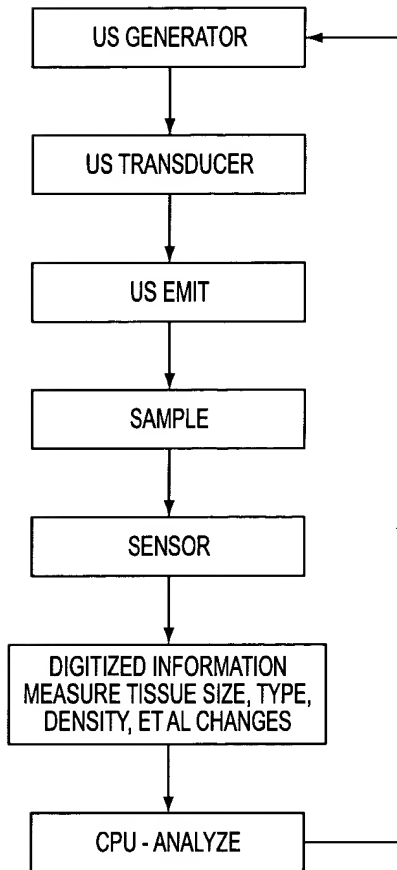 US GENERATOR
US TRANSDUCER
US EMIT
SAMPLE
SENSOR
DIGITIZED INFORMATION
MEASURE TISSUE SIZE, TYPE,
DENSITY, ET AL CHANGES
CPU - ANALYZE